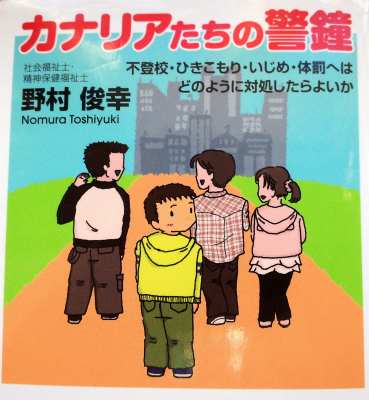 カナリアたちの警鐘
社会福祉士・
精神保健福祉士
野村 俊幸
Nomura Toshiyuki
不登校・ひきこもり・いじめ・体罰へは
どのように対処したらよいか